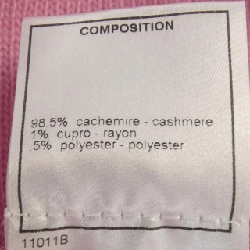 COMPOSITION
98.5% cachemire - cashmere
1% cupro - rayon
.5% polyester - polyester
11011B